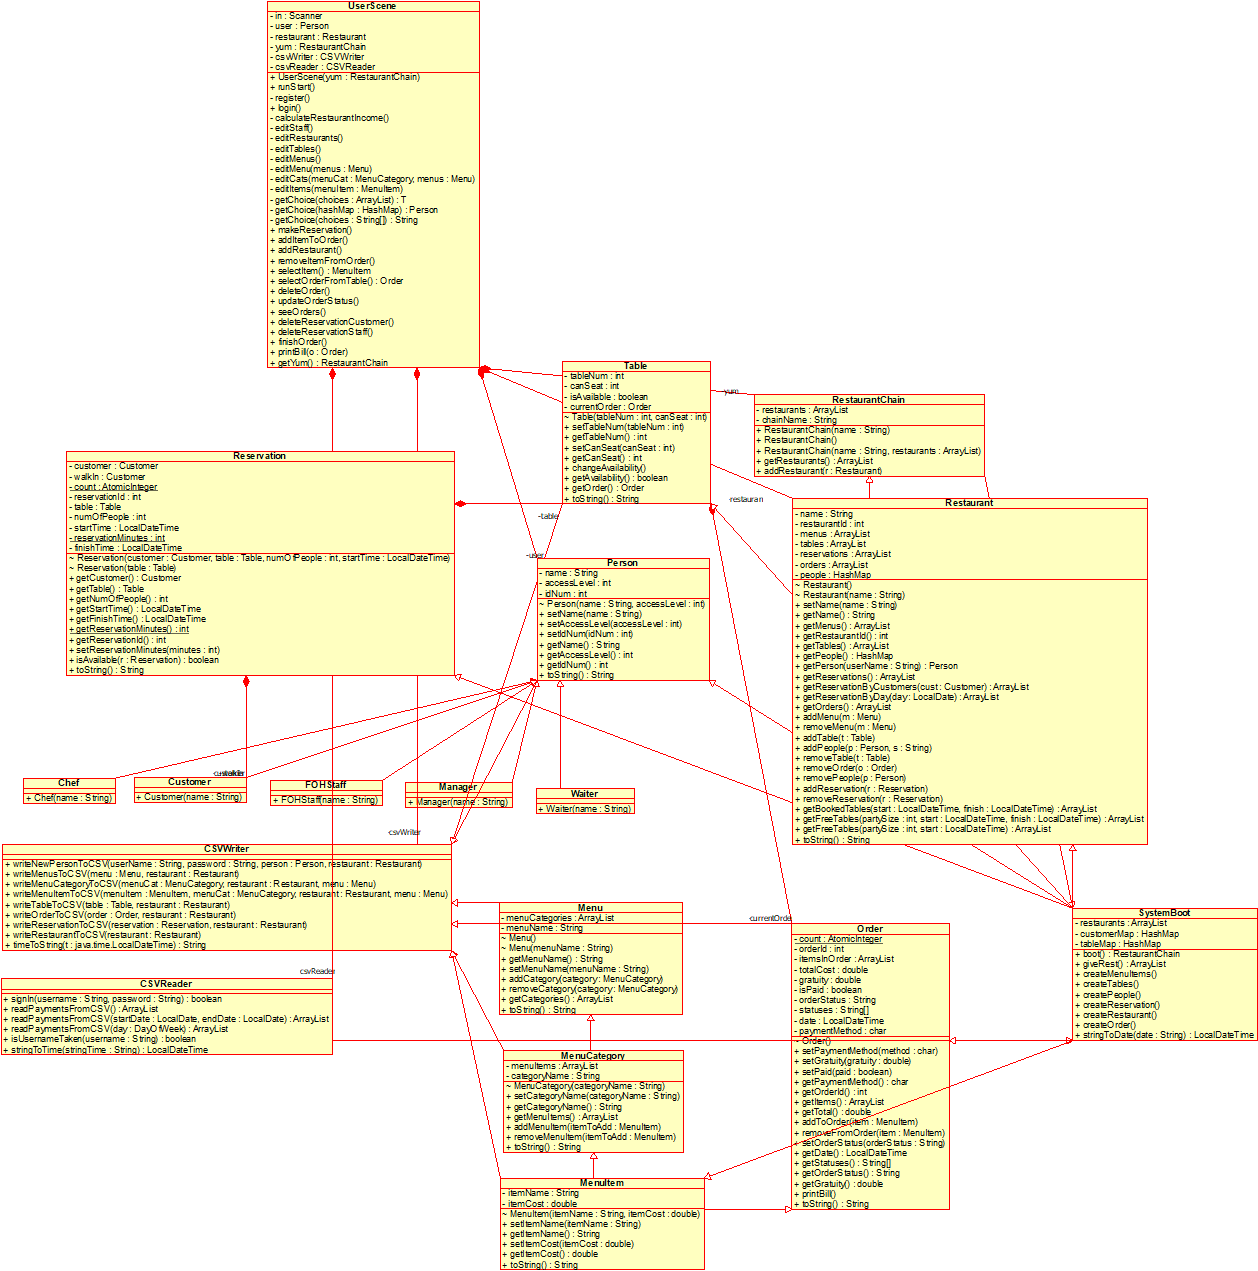 UserScene
- in : Scanner
- user : Person
- restaurant : Restaurant
- yum : RestaurantChain
- csvWriter : CSVWriter
- csvReader : CSVReader
+ UserScene(yum : RestaurantChain)
+ runStart()
- register()
+ login()
- calculateRestaurantIncome()
- editStaff()
- editRestaurants()
- editTables()
- editMenus()
- editMenu(menus : Menu)
- editCats(menuCat : MenuCategory, menus : Menu)
- editItems(menuItem : MenuItem)
- getChoice(choices : ArrayList) : T
- getChoice(hashMap : HashMap) : Person
- getChoice(choices : String[]) : String
+ makeReservation()
+ addItemToOrder()
+ addRestaurant()
+ removeItemFromOrder()
+ selectItem() : MenuItem
+ selectOrderFromTable() : Order
+ deleteOrder()
+ updateOrderStatus()
+ seeOrders()
+ deleteReservationCustomer()
+ deleteReservationStaff()
+ finishOrder()
+ printBill(o : Order)
+ getYum() : RestaurantChain
Table
- tableNum : int
- canSeat : int
- isAvailable : boolean
- currentOrder : Order
~ Table(tableNum : int, canSeat : int)
+ setTableNum(tableNum : int)
+ getTableNum() : int
+ setCanSeat(canSeat : int)
+ getCanSeat() : int
+ changeAvailability()
+ getAvailability() : boolean
+ getOrder() : Order
+ toString() : String
-yum
RestaurantChain
- restaurants : ArrayList
- chainName : String
+ RestaurantChain(name : String)
+ RestaurantChain()
+ RestaurantChain(name : String, restaurants : ArrayList)
+ getRestaurants() : ArrayList
+ addRestaurant(r : Restaurant)
Reservation
- customer : Customer
- walkIn : Customer
- count : AtomicInteger
- reservationId : int
- table : Table
- numOfPeople : int
- startTime : LocalDateTime
- reservationMinutes : int
- finishTime : LocalDateTime
~ Reservation(customer : Customer, table : Table, numOfPeople : int, startTime : LocalDateTime)
~ Reservation(table : Table)
+ getCustomer() : Customer
+ getTable() : Table
+ getNumOfPeople() : int
+ getStartTime() : LocalDateTime
+ getFinishTime() : LocalDateTime
+ getReservationMinutes() : int
+ getReservationId() : int
+ setReservationMinutes(minutes : int)
+ isAvailable(r : Reservation) : boolean
+ toString() : String
-restauran
-table
-user
Restaurant
- name : String
- restaurantId : int
- menus : ArrayList
- tables : ArrayList
- reservations : ArrayList
- orders : ArrayList
- people : HashMap
~ Restaurant()
~ Restaurant(name : String)
+ setName(name : String)
+ getName() : String
+ getMenus() : ArrayList
+ getRestaurantId() : int
+ getTables() : ArrayList
+ getPeople() : HashMap
+ getPerson(userName : String) : Person
+ getReservations() : ArrayList
+ getReservationByCustomers(cust : Customer) : ArrayList
+ getReservationByDay(day: LocalDate) : ArrayList
+ getOrders() : ArrayList
+ addMenu(m : Menu)
+ removeMenu(m : Menu)
+ addTable(t : Table)
+ addPeople(p : Person, s : String)
+ removeTable(t : Table)
+ removeOrder(o : Order)
+ removePeople(p : Person)
+ addReservation(r : Reservation)
+ removeReservation(r : Reservation)
+ getBookedTables(start : LocalDateTime, finish : LocalDateTime) : ArrayList
+ getFreeTables(partySize : int, start : LocalDateTime, finish : LocalDateTime) : ArrayList
+ getFreeTables(partySize : int, start : LocalDateTime) : ArrayList
+ toString() : String
Person
- name : String
- accessLevel : int
- idNum : int
~ Person(name : String, accessLevel : int)
+ setName(name : String)
+ setAccessLevel(accessLevel : int)
+ setIdNum(idNum : int)
+ getName() : String
+ getAccessLevel() : int
+ getIdNum() : int
+ toString() : String
Chef
+ Chef(name : String)
Customer
+ Customer(name : String)
FOHStaff
+ FOHStaff(name : String)
Manager
+ Manager(name : String)
Waiter
+ Waiter(name : String)
-csvWriter
CSVWriter
+ writeNewPersonToCSV(userName : String, password : String, person : Person, restaurant : Restaurant)
+ writeMenusToCSV(menu : Menu, restaurant : Restaurant)
+ writeMenuCategoryToCSV(menuCat : MenuCategory, restaurant : Restaurant, menu : Menu)
+ writeMenuItemToCSV(menuItem : MenuItem, menuCat : MenuCategory, restaurant : Restaurant, menu : Menu)
+ writeTableToCSV(table : Table, restaurant : Restaurant)
+ writeOrderToCSV(order : Order, restaurant : Restaurant)
+ writeReservationToCSV(reservation : Reservation, restaurant : Restaurant)
+ writeRestaurantToCSV(restaurant : Restaurant)
+ timeToString(t : java.time.LocalDateTime) : String
csvReader
CSVReader
+ signIn(username : String, password : String) : boolean
+ readPaymentsFromCSV() : ArrayList
+ readPaymentsFromCSV(startDate : LocalDate, endDate : LocalDate) : ArrayList
+ readPaymentsFromCSV(day : DayOfWeek) : ArrayList
+ isUsernameTaken(username : String) : boolean
+ stringToTime(stringTime : String) : LocalDateTime
Menu
- menuCategories : ArrayList
- menuName : String
~ Menu()
~ Menu(menuName : String)
+ getMenuName() : String
+ setMenuName(menuName : String)
+ addCategory(category : MenuCategory)
+ removeCategory(category : MenuCategory)
+ getCategories() : ArrayList
+ toString() : String
MenuCategory
- menuItems : ArrayList
- categoryName : String
~ MenuCategory(categoryName : String)
+ setCategoryName(categoryName : String)
+ getCategoryName() : String
+ getMenuItems() : ArrayList
+ addMenuItem(itemToAdd : MenuItem)
+ removeMenuItem(itemToAdd : MenuItem)
+ toString() : String
MenuItem
- itemName : String
- itemCost : double
~ MenuItem(itemName : String, itemCost : double)
+ setItemName(itemName : String)
+ getItemName() : String
+ setItemCost(itemCost : double)
+ getItemCost() : double
+ toString() : String
-currentOrde
Order
- count : AtomicInteger
- orderId : int
- itemsInOrder : ArrayList
- totalCost : double
- gratuity : double
- isPaid : boolean
- orderStatus : String
- statuses : String[]
- date : LocalDateTime
- paymentMethod : char
~ Order()
+ setPaymentMethod(method : char)
+ setGratuity(gratuity : double)
+ setPaid(paid : boolean)
+ getPaymentMethod() : char
+ getOrderId() : int
+ getItems() : ArrayList
+ getTotal() : double
+ addToOrder(item : MenuItem)
+ removeFromOrder(item : MenuItem)
+ setOrderStatus(orderStatus : String)
+ getDate() : LocalDateTime
+ getStatuses() : String[]
+ getOrderStatus() : String
+ getGratuity() : double
+ printBill()
+ toString() : String
SystemBoot
- restaurants : ArrayList
- customerMap : HashMap
- tableMap : HashMap
+ boot() : RestaurantChain
+ giveRest() : ArrayList
+ createMenuItems()
+ createTables()
+ createPeople()
+ createReservation()
+ createRestaurant()
+ createOrder()
+ stringToDate(date : String) : LocalDateTime